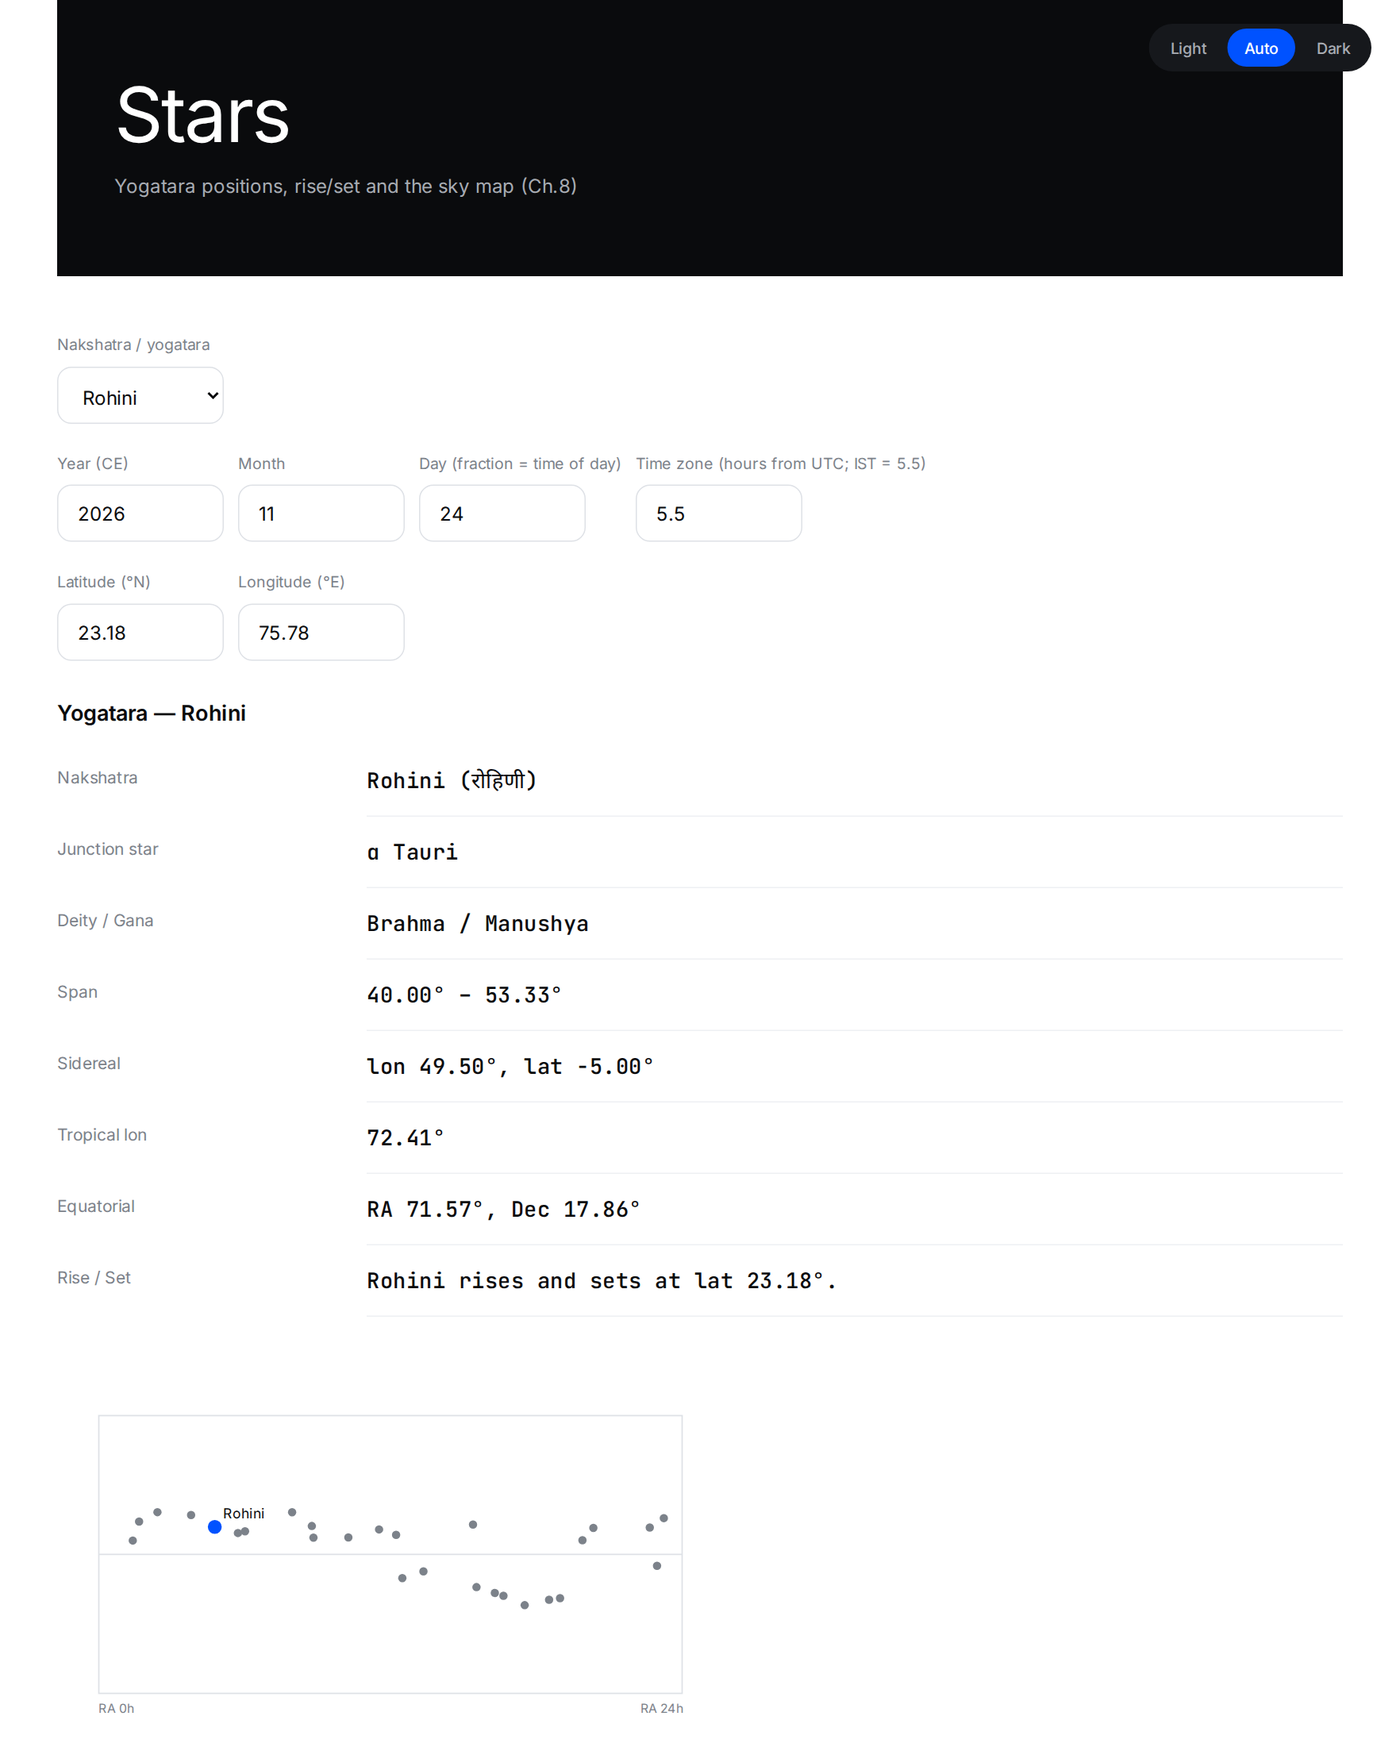 Light Auto Dark
Stars
Yogatara positions, rise/set and the sky map (Ch.8)
Nakshatra / yogatara
Rohini
Year (CE) Month Day (fraction = time of day) Time zone (hours from UTC; IST = 5.5)
2026 11 24 5.5
Latitude (°N) Longitude (°E)
23.18 75.78
Yogatara — Rohini
Nakshatra Rohini (रोहिणी)
Junction star α Tauri
Deity / Gana Brahma / Manushya
Span 40.00° – 53.33°
Sidereal lon 49.50°, lat -5.00°
Tropical lon 72.41°
Equatorial RA 71.57°, Dec 17.86°
Rise / Set Rohini rises and sets at lat 23.18°.
Rohini
RA 0h RA 24h